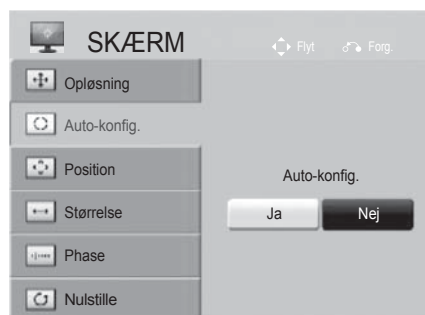 SKÆRM
Flyt
Forg.
Opløsning
Auto-konfig.
Position
Størrelse
Phase
Nulstille
Auto-konfig.
Ja
Nej